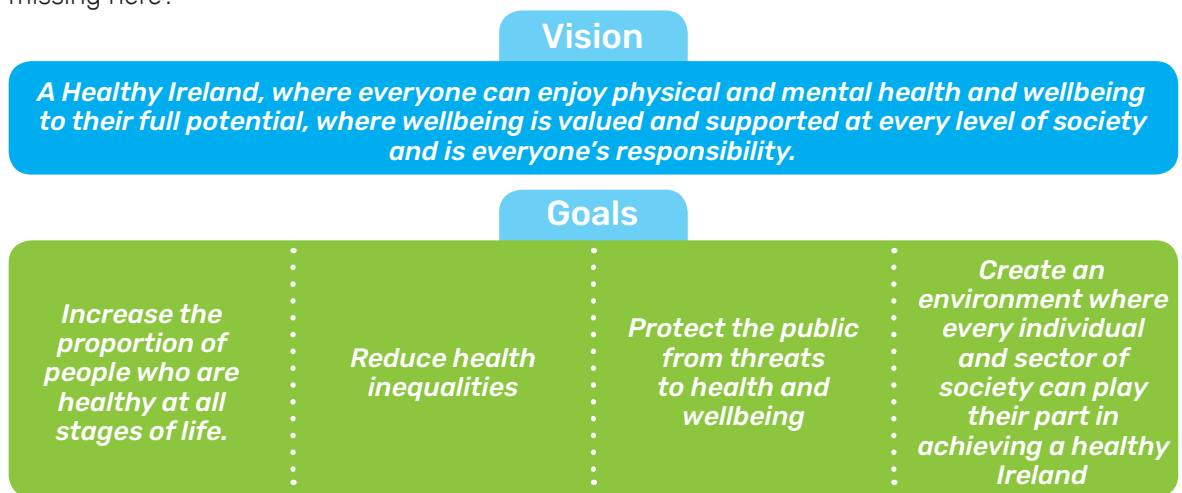 missing here?
Vision
A Healthy Ireland, where everyone can enjoy physical and mental health and wellbeing
to their full potential, where wellbeing is valued and supported at every level of society
and is everyone's responsibility.
Goals
Increase the
proportion of
people who are
healthy at all
stages of life.
Reduce health
inequalities
Protect the public
from threats
to health and
wellbeing
Create an
environment where
every individual
and sector of
society can play
their part in
achieving a healthy
Ireland